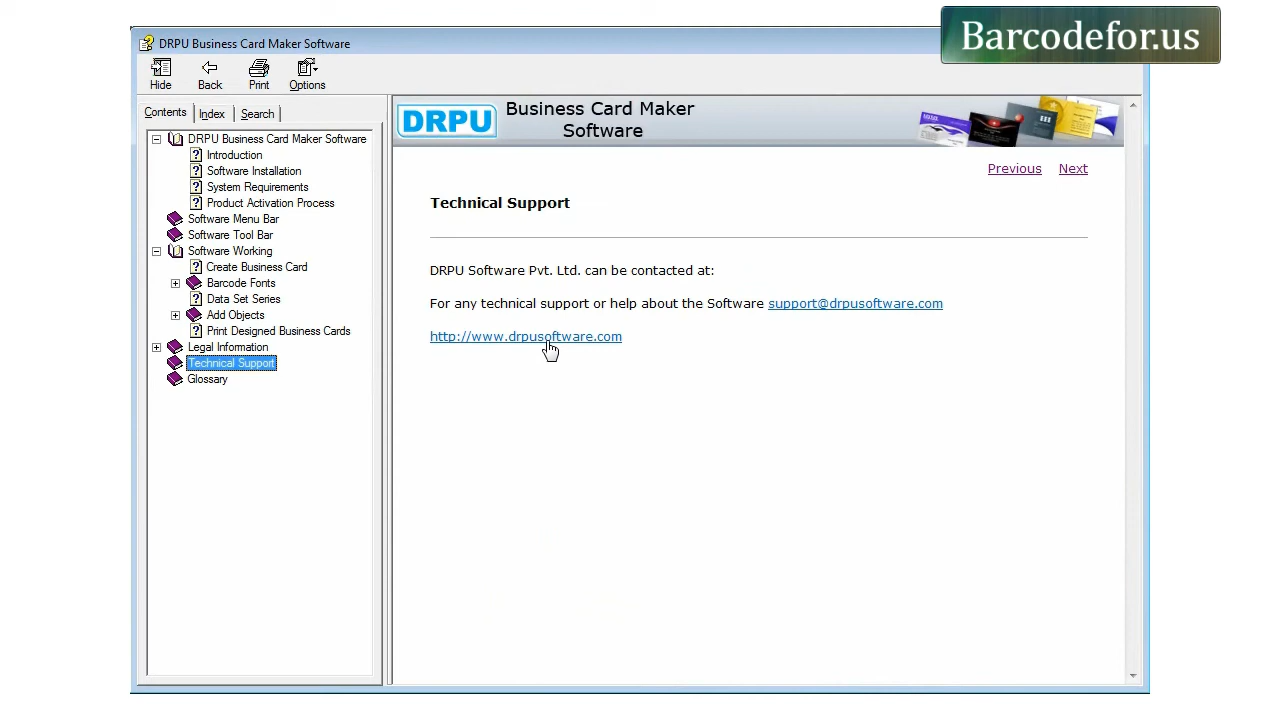 Barcodefor.us
DRPU Business Card Maker Software
Hide Back Print Options
Contents Index Search
DRPU Business Card Maker Software
Introduction
Software Installation
System Requirements
Product Activation Process
Software Menu Bar
Software Tool Bar
Software Working
Create Business Card
Barcode Fonts
Data Set Series
Add Objects
Print Designed Business Cards
Legal Information
Technical Support
Glossary
DRPU
Business Card Maker
Software
Previous Next
Technical Support
DRPU Software Pvt. Ltd. can be contacted at:
For any technical support or help about the Software support@drpusoftware.com
http://www.drpusoftware.com